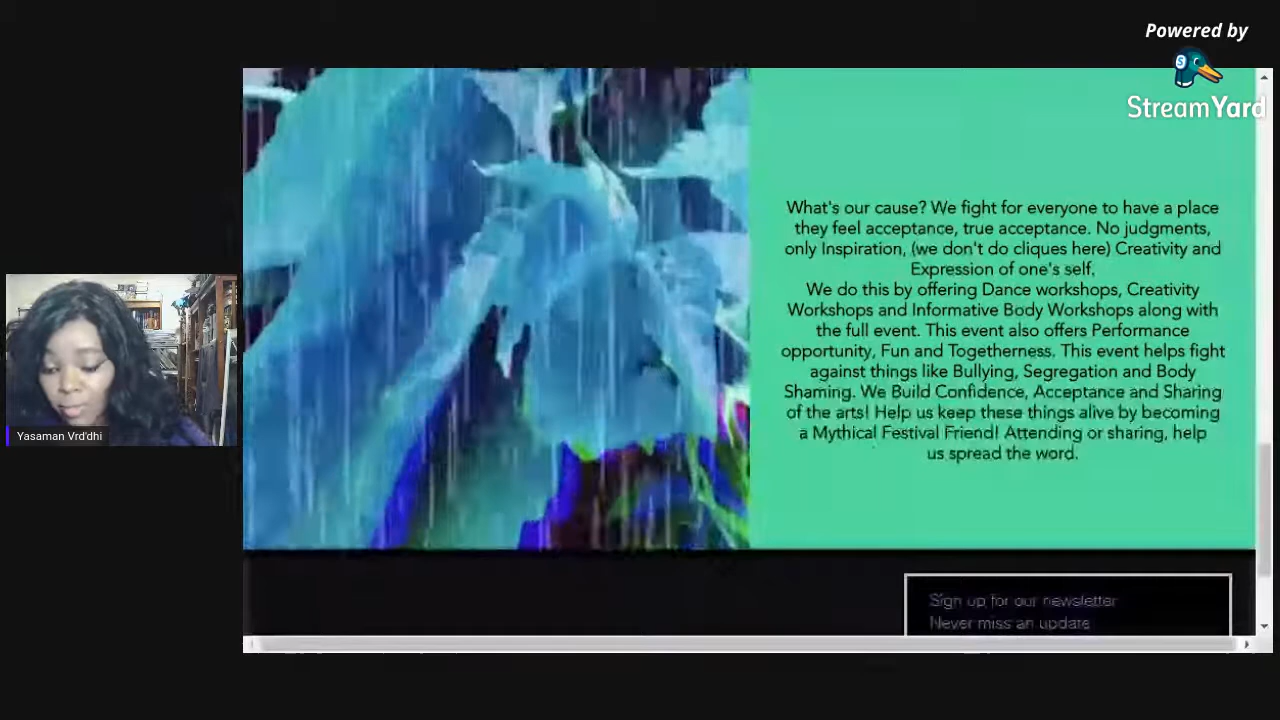 Powered by
StreamYard
What's our cause? We fight for everyone to have a place
they feel acceptance, true acceptance. No judgments,
only Inspiration, (we don't do cliques here) Creativity and
Expression of one's self.
We do this by offering Dance workshops, Creativity
Workshops and Informative Body Workshops along with
the full event. This event also offers Performance
opportunity, Fun and Togetherness. This event helps fight
against things like Bullying, Segregation and Body
Shaming. We Build Confidence, Acceptance and Sharing
of the arts! Help us keep these things alive by becoming
a Mythical Festival Friend! Attending or sharing, help
us spread the word.
Yasaman Vrd'dhi
Sign up for our newsletter
Never miss an update